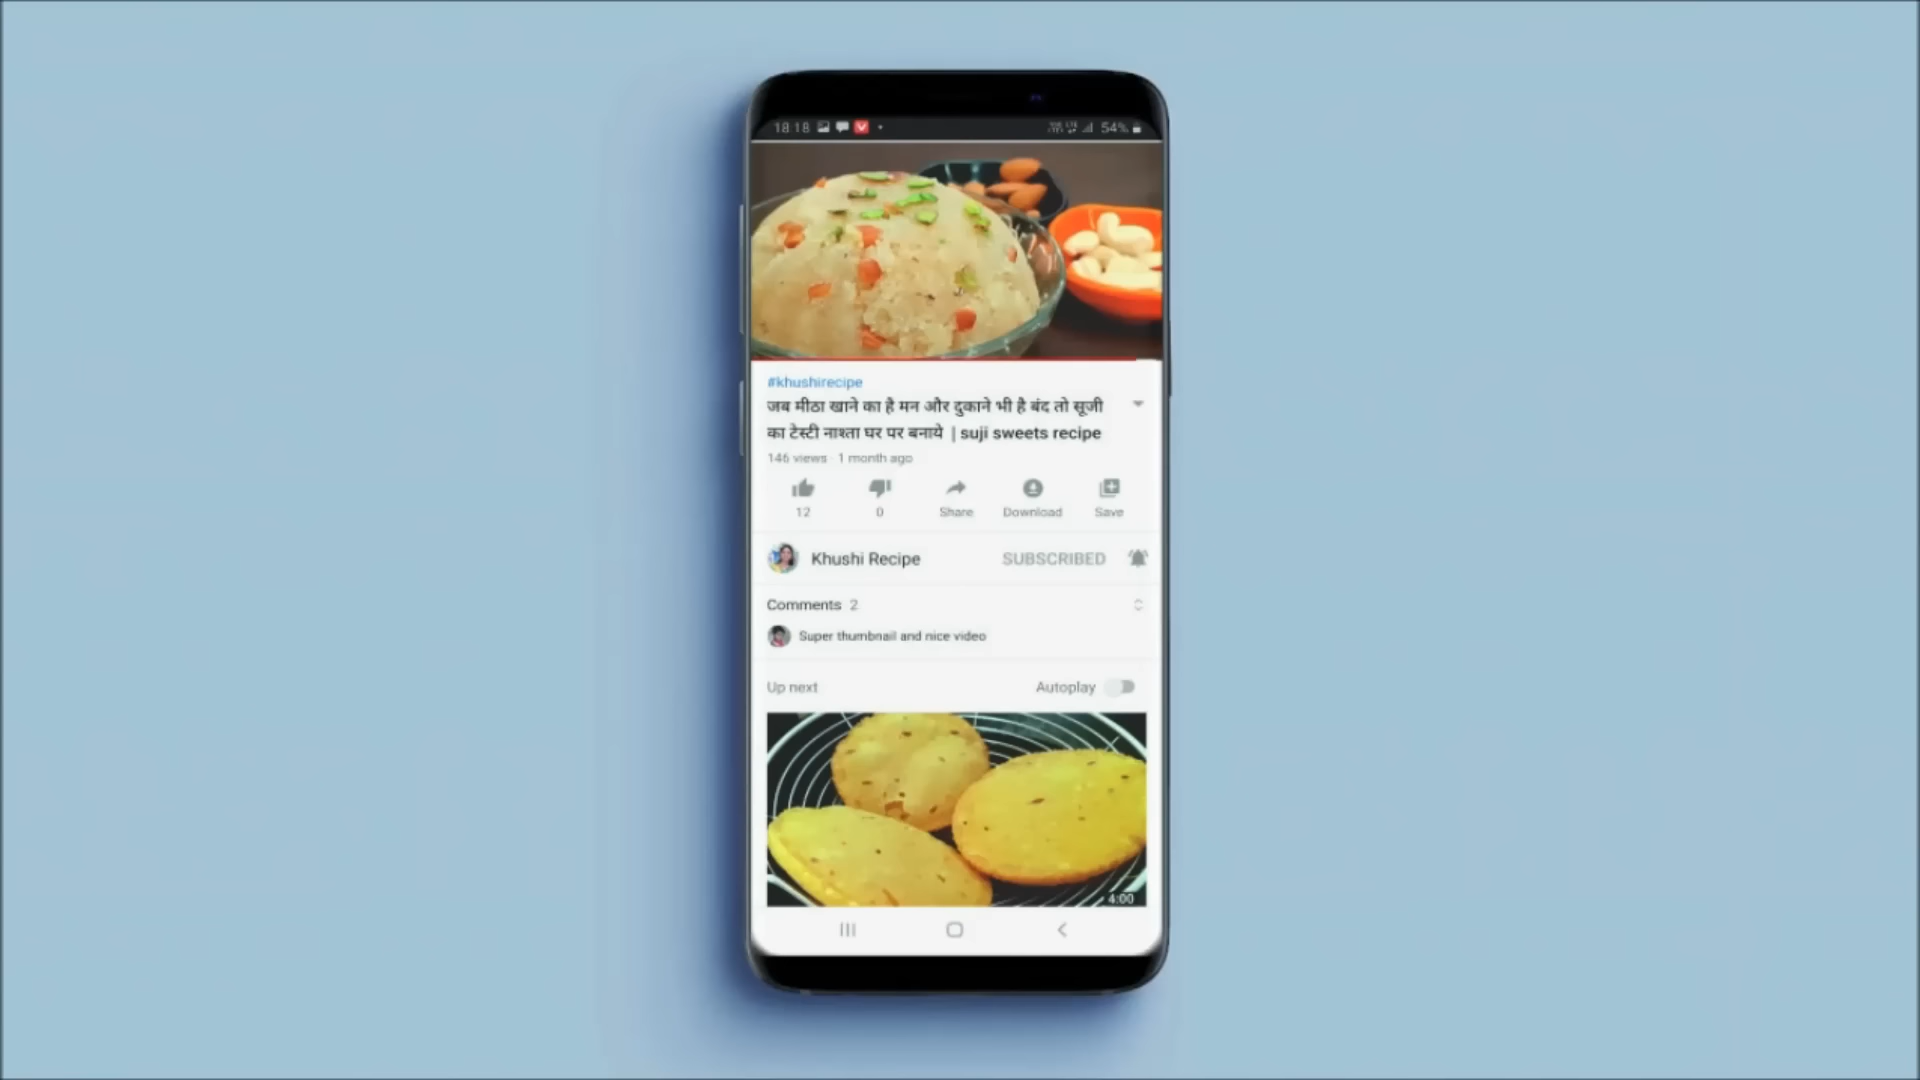 18:18 54%
#khushirecipe
जब मीठा खाने का है मन और दुकाने भी है बंद तो सूजी
का टेस्टी नाश्ता घर पर बनाये | suji sweets recipe
146 views · 1 month ago
12 0 Share Download Save
Khushi Recipe SUBSCRIBED
Comments 2
Super thumbnail and nice video
Up next Autoplay
4:00